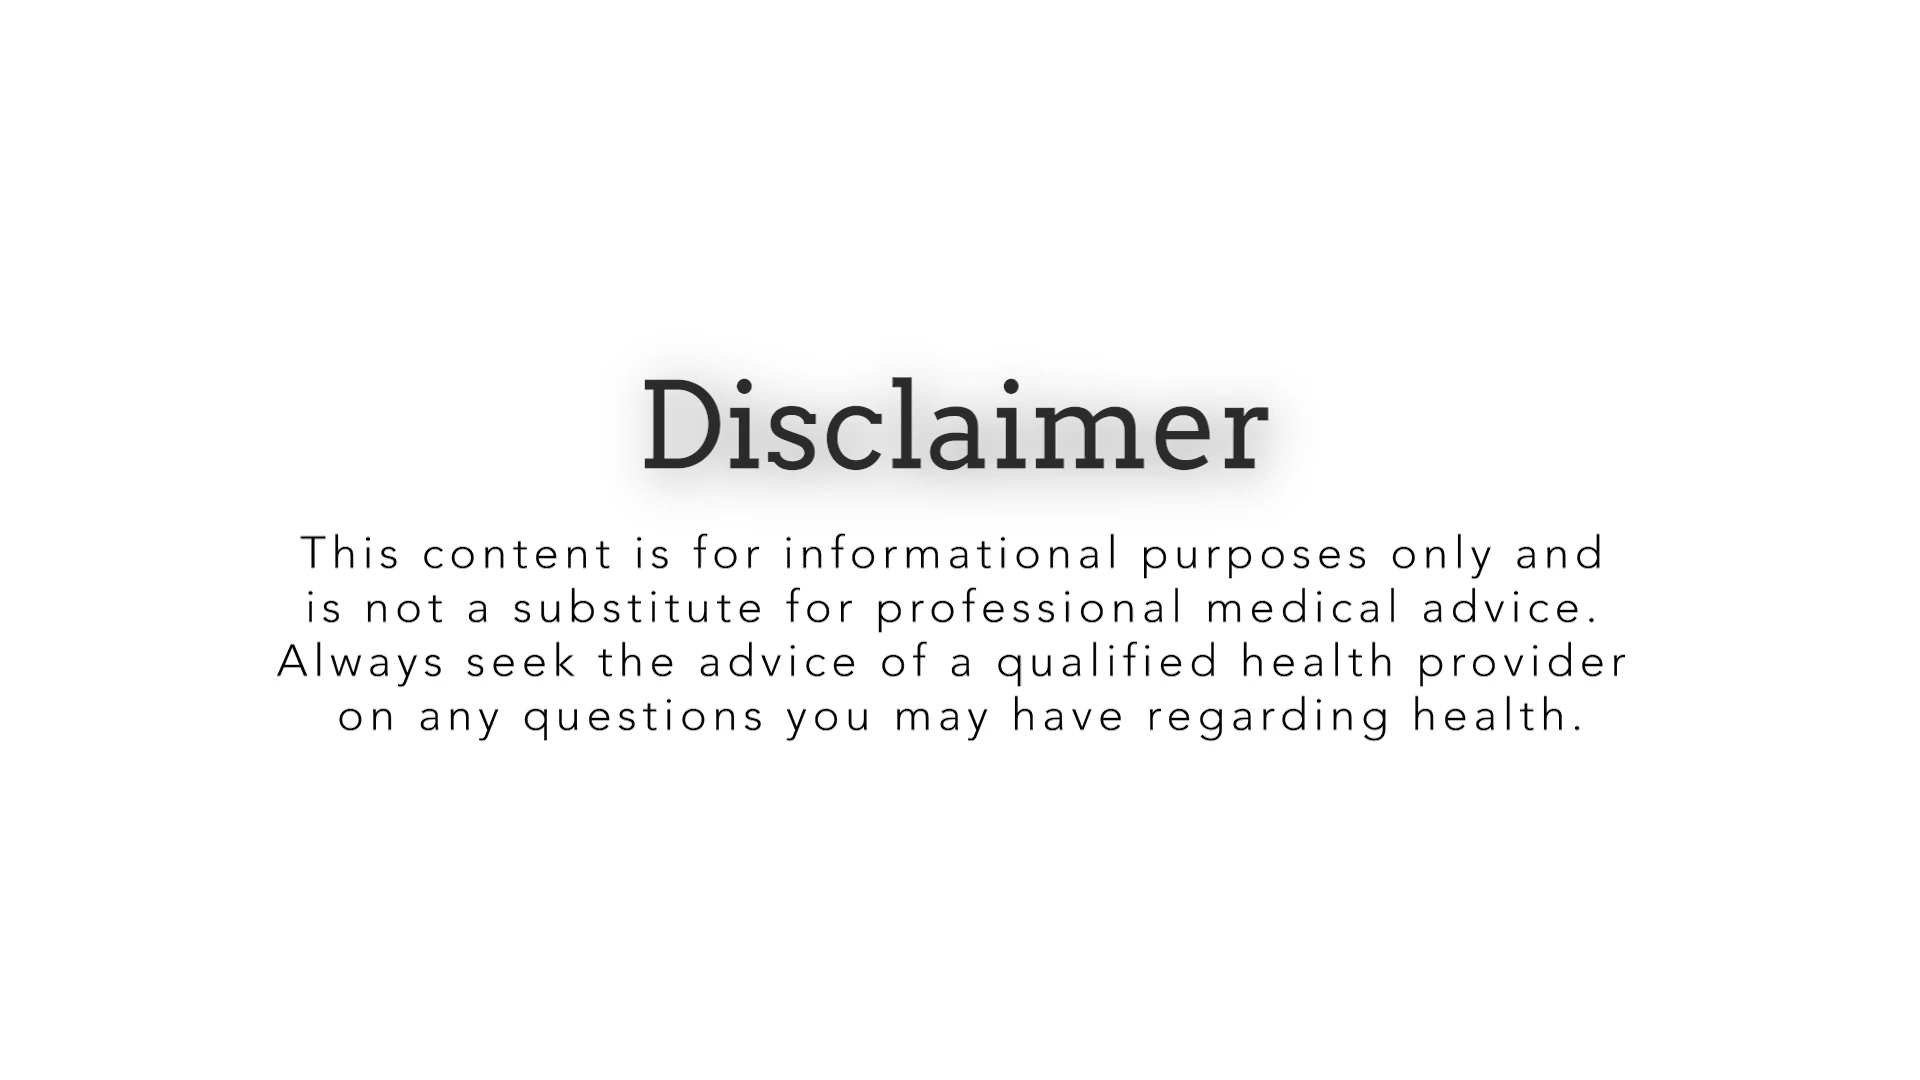 Disclaimer
This content is for informational purposes only and
is not a substitute for professional medical advice.
Always seek the advice of a qualified health provider
on any questions you may have regarding health.